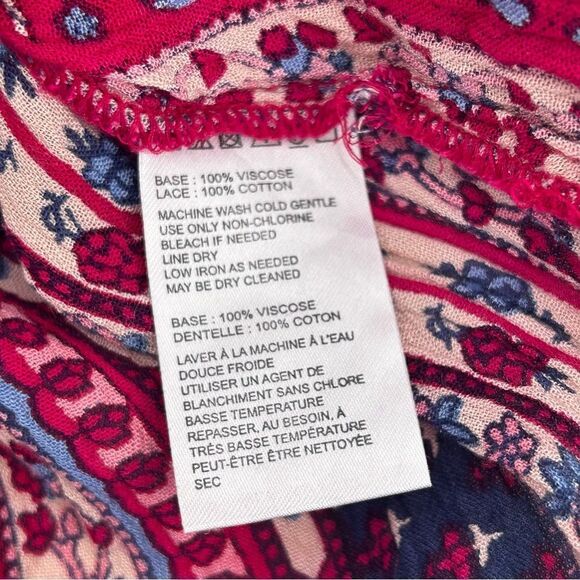 BASE : 100% VISCOSE
LACE : 100% COTTON
MACHINE WASH COLD GENTLE
USE ONLY NON-CHLORINE
BLEACH IF NEEDED
LINE DRY
LOW IRON AS NEEDED
MAY BE DRY CLEANED
BASE : 100% VISCOSE
DENTELLE : 100% COTON
LAVER À LA MACHINE À L'EAU
DOUCE FROIDE
UTILISER UN AGENT DE
BLANCHIMENT SANS CHLORE
BASSE TEMPERATURE
REPASSER, AU BESOIN, À
TRÈS BASSE TEMPÉRATURE
PEUT-ÊTRE ÊTRE NETTOYÉE
SEC